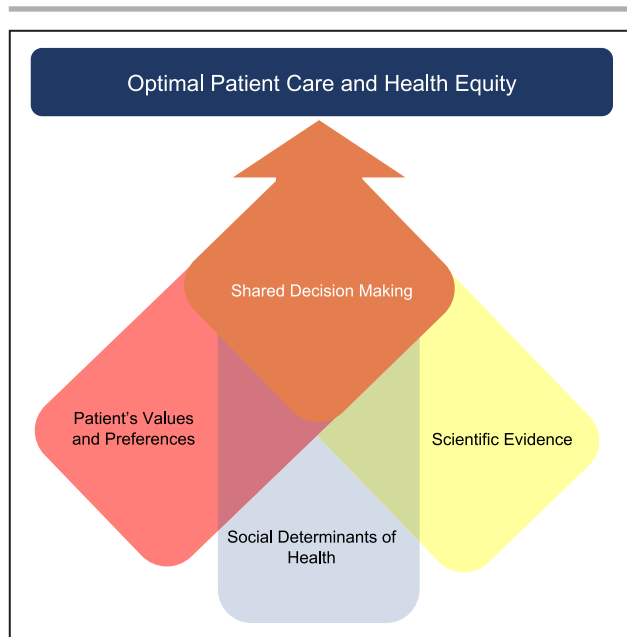 Optimal Patient Care and Health Equity
Shared Decision Making
Patient’s Values
and Preferences
Scientific Evidence
Social Determinants of
Health